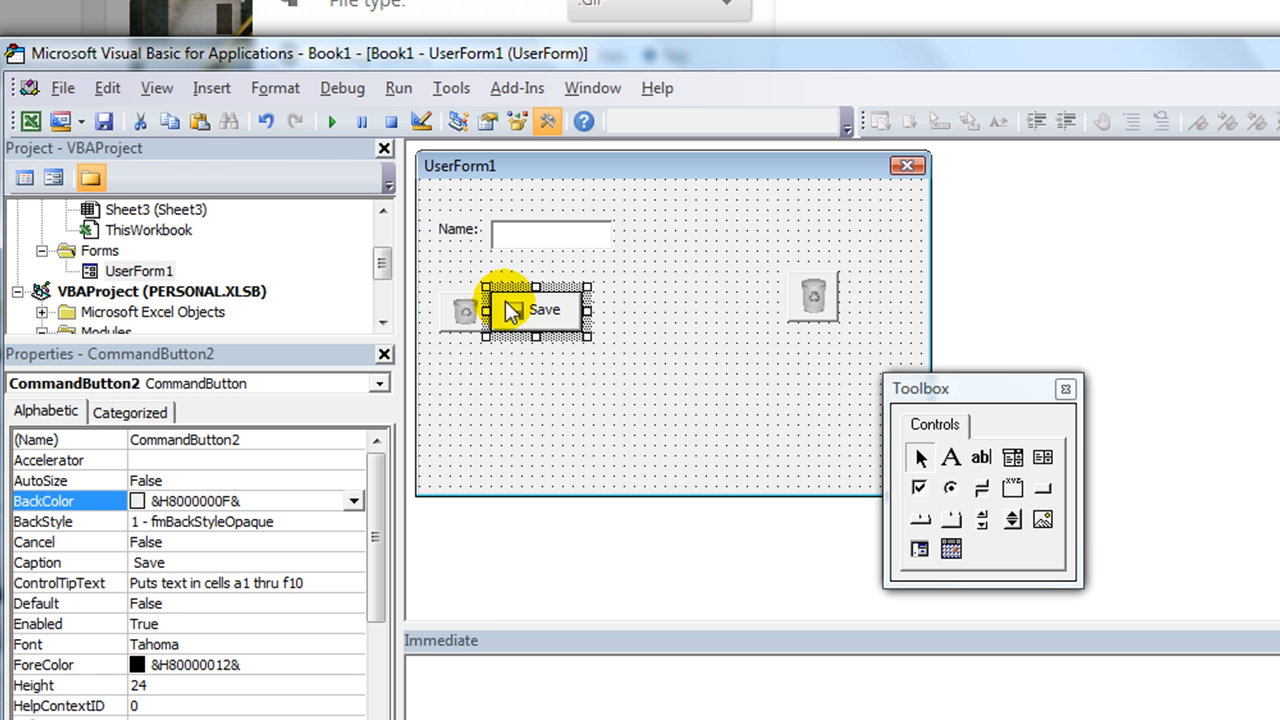 File type:
.Gif
Microsoft Visual Basic for Applications - Book1 - [Book1 - UserForm1 (UserForm)]
File Edit View Insert Format Debug Run Tools Add-Ins Window Help
Project - VBAProject
Sheet3 (Sheet3)
ThisWorkbook
Forms
UserForm1
VBAProject (PERSONAL.XLSB)
Microsoft Excel Objects
Modules
Properties - CommandButton2
CommandButton2 CommandButton
Alphabetic Categorized
(Name) CommandButton2
Accelerator
AutoSize False
BackColor &H8000000F&
BackStyle 1 - fmBackStyleOpaque
Cancel False
Caption Save
ControlTipText Puts text in cells a1 thru f10
Default False
Enabled True
Font Tahoma
ForeColor &H80000012&
Height 24
HelpContextID 0
UserForm1
Name:
Save
Toolbox
Controls
A ab|
XYZ
Immediate